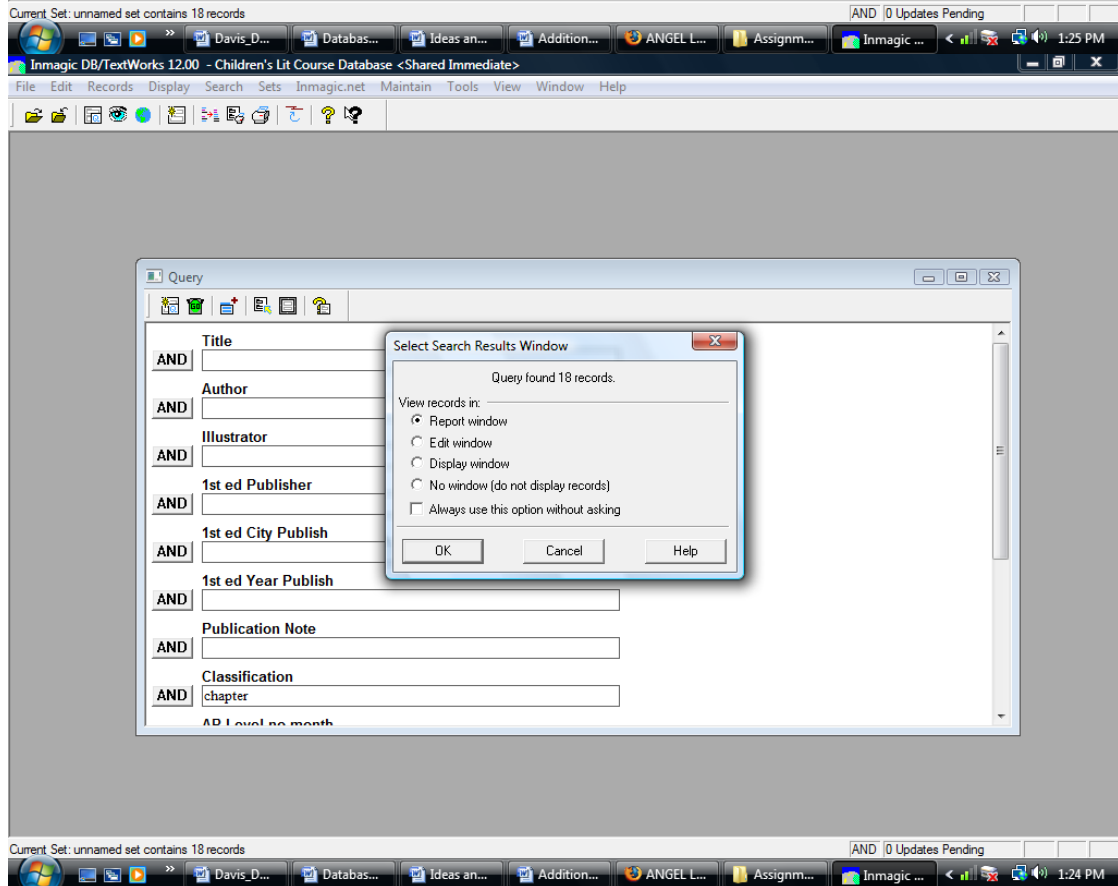 Current Set: unnamed set contains 18 records AND 0 Updates Pending
» Davis_D... Databas... Ideas an... Addition... ANGEL L... Assignm... Inmagic ... < 1:25 PM
Inmagic DB/TextWorks 12.00 - Children's Lit Course Database <Shared Immediate>
File Edit Records Display Search Sets Inmagic.net Maintain Tools View Window Help
Query
Title
AND
Author
AND
Illustrator
AND
1st ed Publisher
AND
1st ed City Publish
AND
1st ed Year Publish
AND
Publication Note
AND
Classification
AND chapter
AR Level no month
Select Search Results Window
Query found 18 records.
View records in:
Report window
Edit window
Display window
No window (do not display records)
Always use this option without asking
OK Cancel Help
Current Set: unnamed set contains 18 records AND 0 Updates Pending
» Davis_D... Databas... Ideas an... Addition... ANGEL L... Assignm... Inmagic ... < 1:24 PM